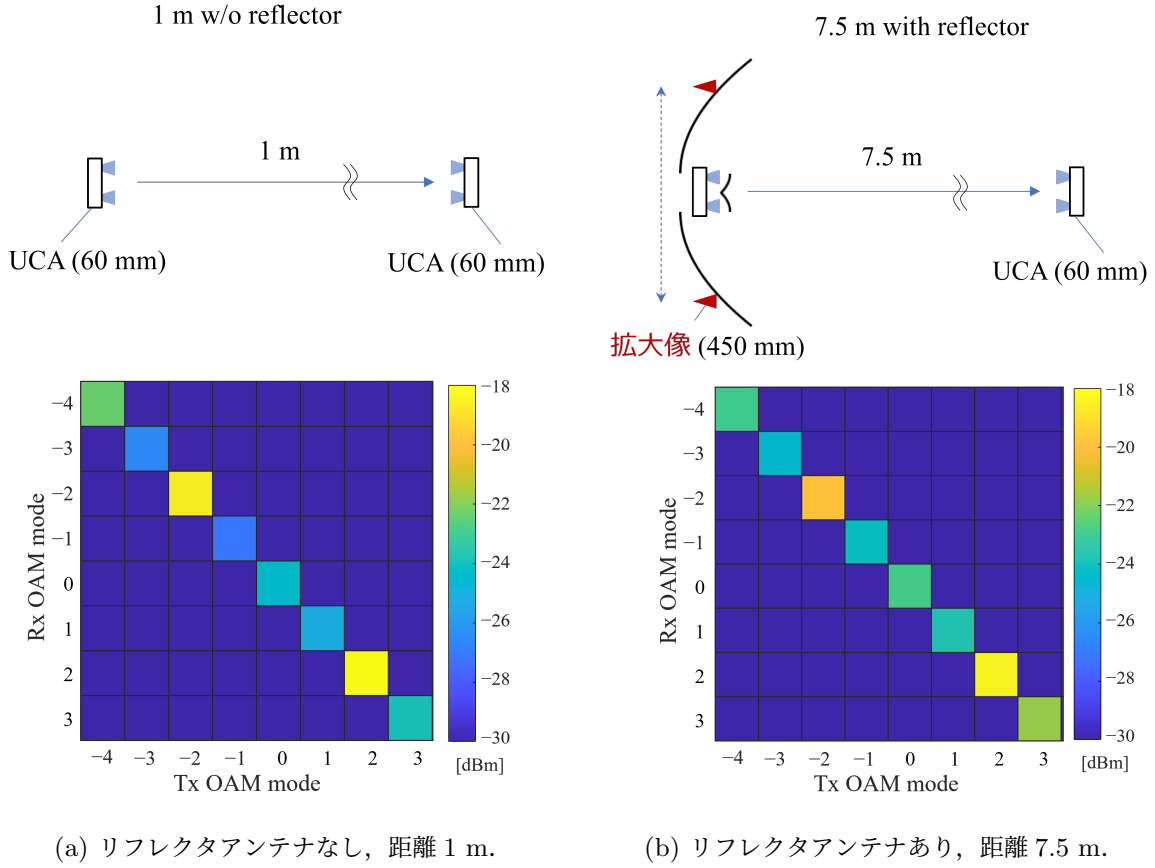 1 m w/o reflector
1 m
UCA (60 mm)
UCA (60 mm)
7.5 m with reflector
7.5 m
UCA (60 mm)
拡大像 (450 mm)
Rx OAM mode
−4
−3
−2
−1
0
1
2
3
−4 −3 −2 −1 0 1 2 3
Tx OAM mode
−18
−20
−22
−24
−26
−28
−30
[dBm]
Rx OAM mode
−4
−3
−2
−1
0
1
2
3
−4 −3 −2 −1 0 1 2 3
Tx OAM mode
−18
−20
−22
−24
−26
−28
−30
[dBm]
(a) リフレクタアンテナなし，距離 1 m.
(b) リフレクタアンテナあり，距離 7.5 m.